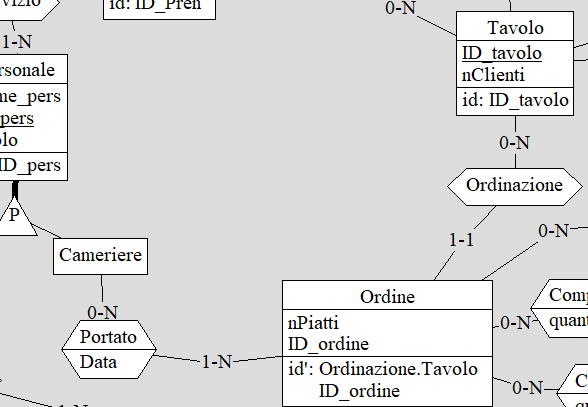 id: ID_Pren
0-N
1-N
Tavolo
ID_tavolo
nClienti
id: ID_tavolo
ID_pers
0-N
P
Ordinazione
Cameriere
1-1
0-N
0-N
Portato
Data
1-N
Ordine
nPiatti
ID_ordine
id': Ordinazione.Tavolo
ID_ordine
0-N
0-N